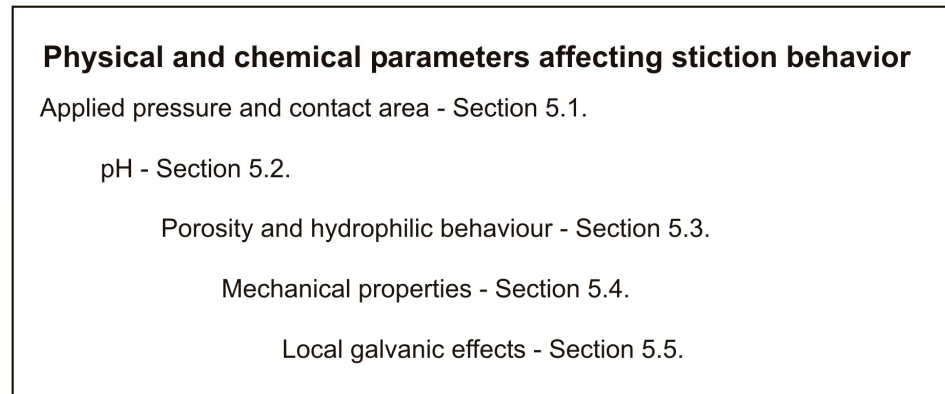 Physical and chemical parameters affecting stiction behavior
Applied pressure and contact area - Section 5.1.
pH - Section 5.2.
Porosity and hydrophilic behaviour - Section 5.3.
Mechanical properties - Section 5.4.
Local galvanic effects - Section 5.5.